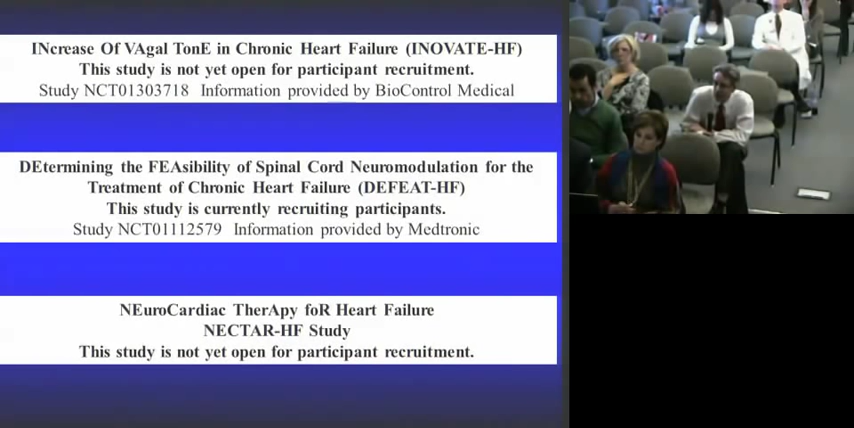 INcrease Of VAgal TonE in Chronic Heart Failure (INOVATE-HF)
This study is not yet open for participant recruitment.
Study NCT01303718 Information provided by BioControl Medical
DEtermining the FEAsibility of Spinal Cord Neuromodulation for the
Treatment of Chronic Heart Failure (DEFEAT-HF)
This study is currently recruiting participants.
Study NCT01112579 Information provided by Medtronic
NEuroCardiac TherApy foR Heart Failure
NECTAR-HF Study
This study is not yet open for participant recruitment.